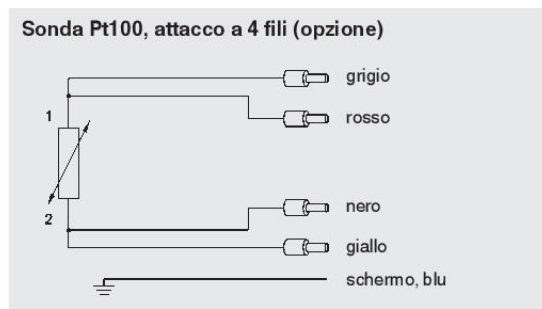 Sonda Pt100, attacco a 4 fili (opzione)
grigio
1
rosso
2
nero
giallo
schermo, blu